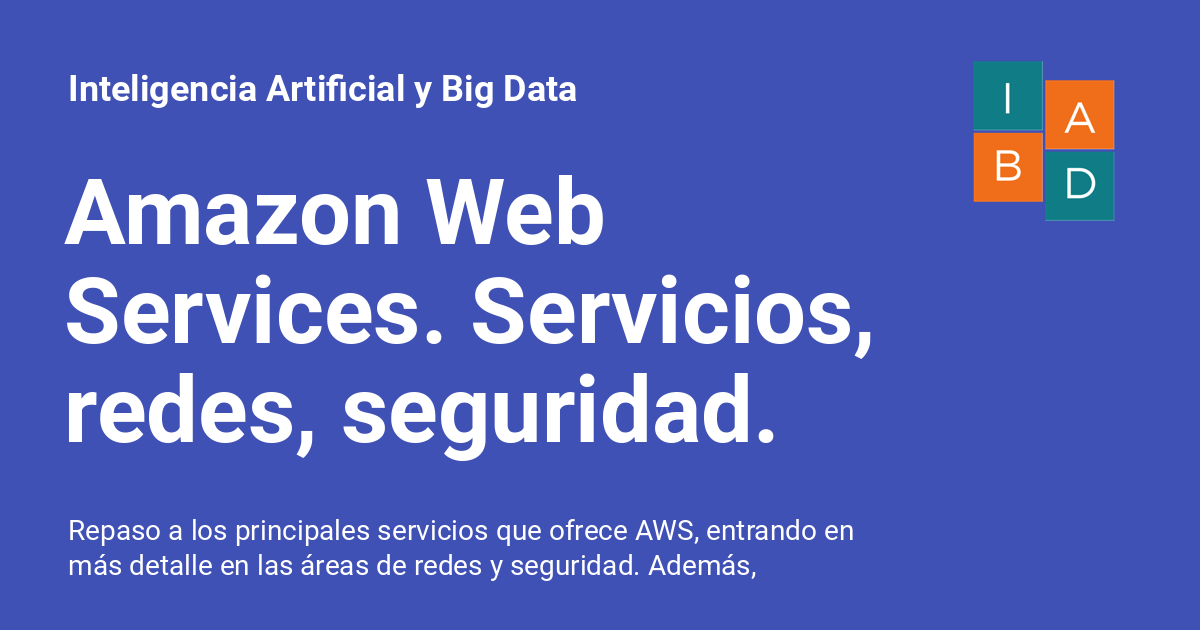 Inteligencia Artificial y Big Data
I A
B D
Amazon Web
Services. Servicios,
redes, seguridad.
Repaso a los principales servicios que ofrece AWS, entrando en
más detalle en las áreas de redes y seguridad. Además,